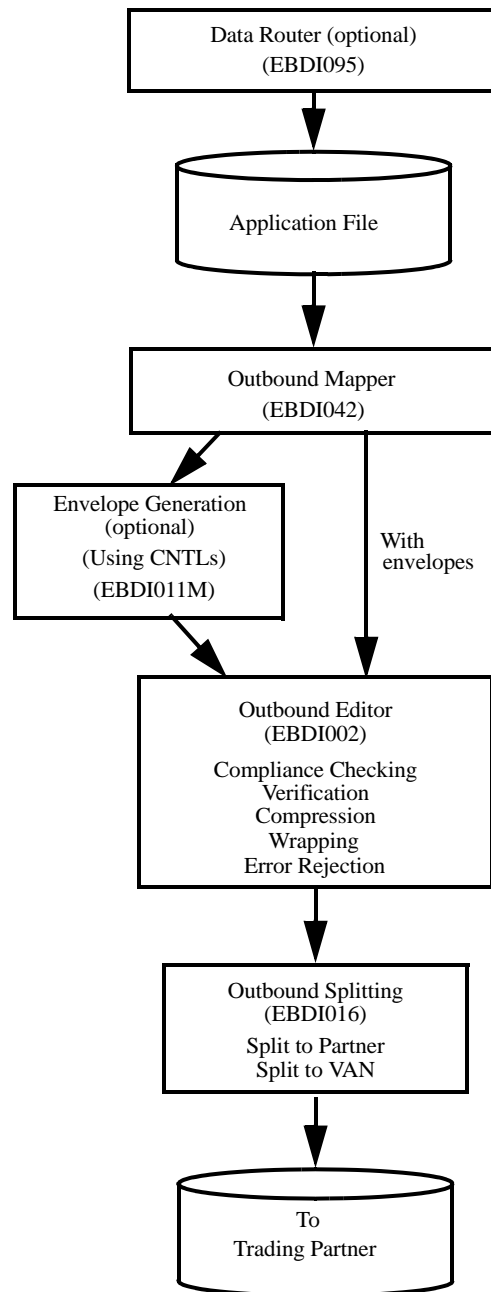 Data Router (optional)
(EBDI095)
Application File
Outbound Mapper
(EBDI042)
Envelope Generation
(optional)
(Using CNTLs)
(EBDI011M)
With
envelopes
Outbound Editor
(EBDI002)
Compliance Checking
Verification
Compression
Wrapping
Error Rejection
Outbound Splitting
(EBDI016)
Split to Partner
Split to VAN
To
Trading Partner